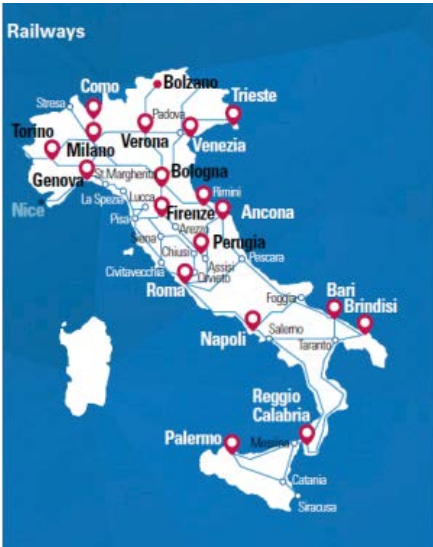 Railways
Como
Bolzano
Stresa
Trieste
Padova
Torino
Verona
Venezia
Milano
St.Margherita
Bologna
Genova
Nice
La Spezia
Lucca
Rimini
Firenze
Ancona
Pisa
Arezzo
Siena
Perugia
Chiusi
Assisi
Pescara
Civitavecchia
Orvieto
Roma
Foggia
Bari
Brindisi
Napoli
Salerno
Taranto
Reggio
Calabria
Palermo
Messina
Catania
Siracusa